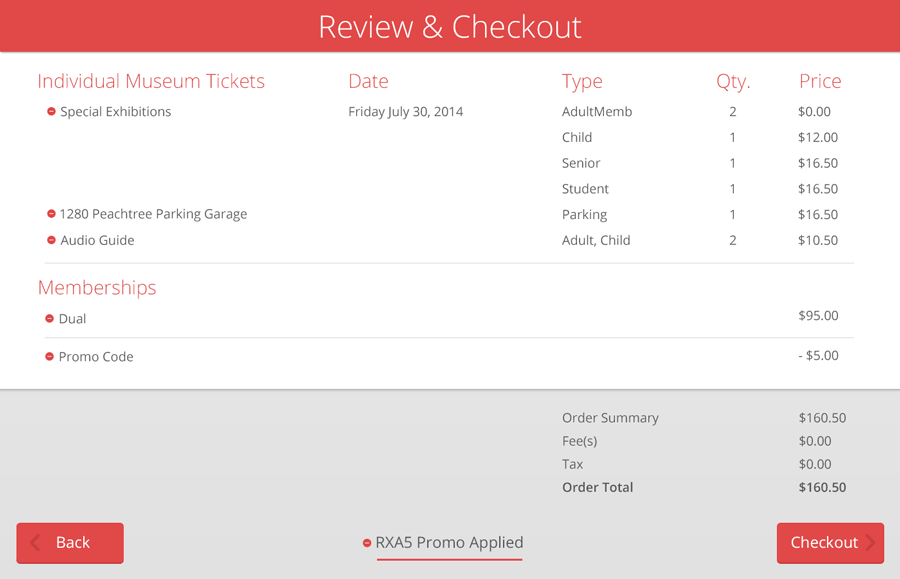 Review & Checkout
Individual Museum Tickets Date Type Qty. Price
Special Exhibitions Friday July 30, 2014 AdultMemb 2 $0.00
Child 1 $12.00
Senior 1 $16.50
Student 1 $16.50
1280 Peachtree Parking Garage Parking 1 $16.50
Audio Guide Adult, Child 2 $10.50
Memberships
Dual $95.00
Promo Code - $5.00
Order Summary $160.50
Fee(s) $0.00
Tax $0.00
Order Total $160.50
Back RXA5 Promo Applied Checkout